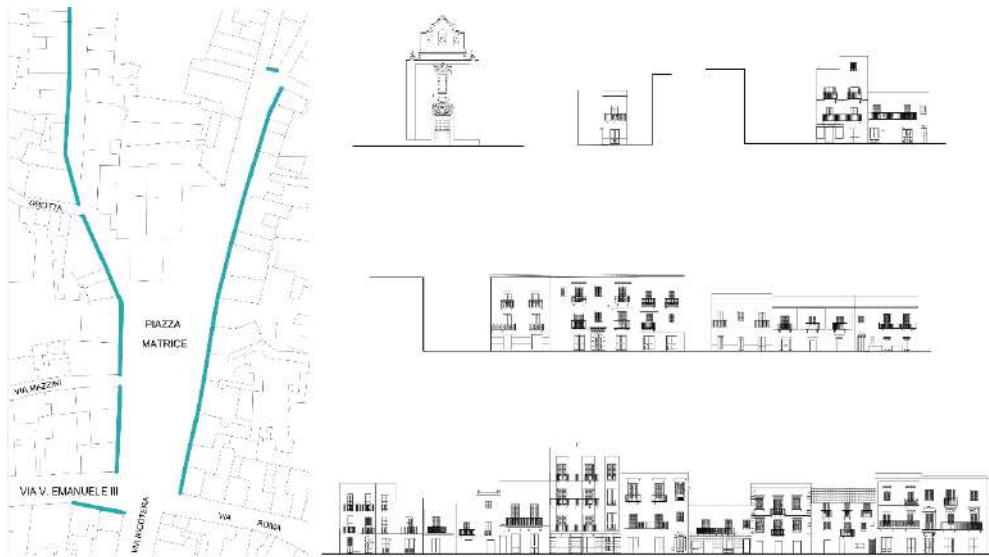 GROTTA
PIAZZA
MATRICE
VIA MAZZINI
VIA V. EMANUELE III
VIA NICOTERA
VIA ROMA